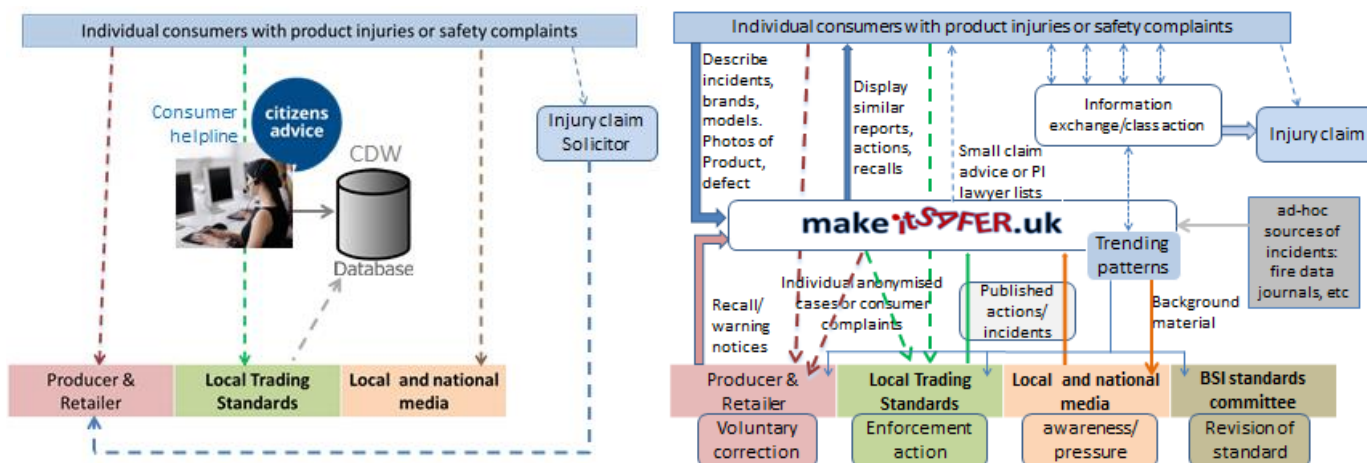 Individual consumers with product injuries or safety complaints
Consumer
helpline
citizens
advice
CDW
Database
Injury claim
Solicitor
Producer &
Retailer
Local Trading
Standards
Local and national
media
Individual consumers with product injuries or safety complaints
Describe
incidents,
brands,
models.
Photos of
Product,
defect
Display
similar
reports,
actions,
recalls
Small claim
advice or PI
lawyer lists
Information
exchange/class action
Injury claim
make itSAFER.uk
Trending
patterns
ad-hoc
sources of
incidents:
fire data
journals, etc
Recall/
warning
notices
Individual anonymised
cases or consumer
complaints
Published
actions/
incidents
Background
material
Producer &
Retailer
Voluntary
correction
Local Trading
Standards
Enforcement
action
Local and national
media
awareness/
pressure
BSI standards
committee
Revision of
standard